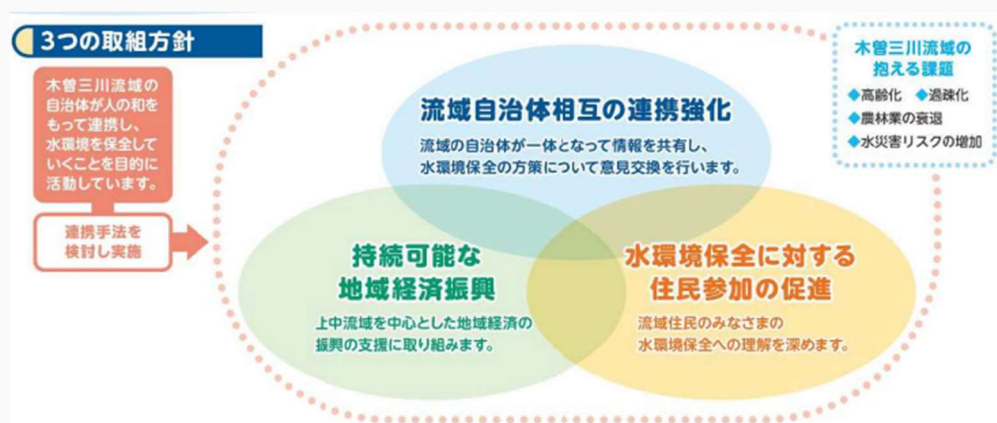 3つの取組方針
木曽三川流域の
自治体が人の和を
もって連携し、
水環境を保全して
いくことを目的に
活動しています。
連携手法を
検討し実施
流域自治体相互の連携強化
流域の自治体が一体となって情報を共有し、
水環境保全の方策について意見交換を行います。
持続可能な
地域経済振興
上中流域を中心とした地域経済の
振興の支援に取り組みます。
水環境保全に対する
住民参加の促進
流域住民のみなさまの
水環境保全への理解を深めます。
木曽三川流域の
抱える課題
◆高齢化 ◆過疎化
◆農林業の衰退
◆水災害リスクの増加